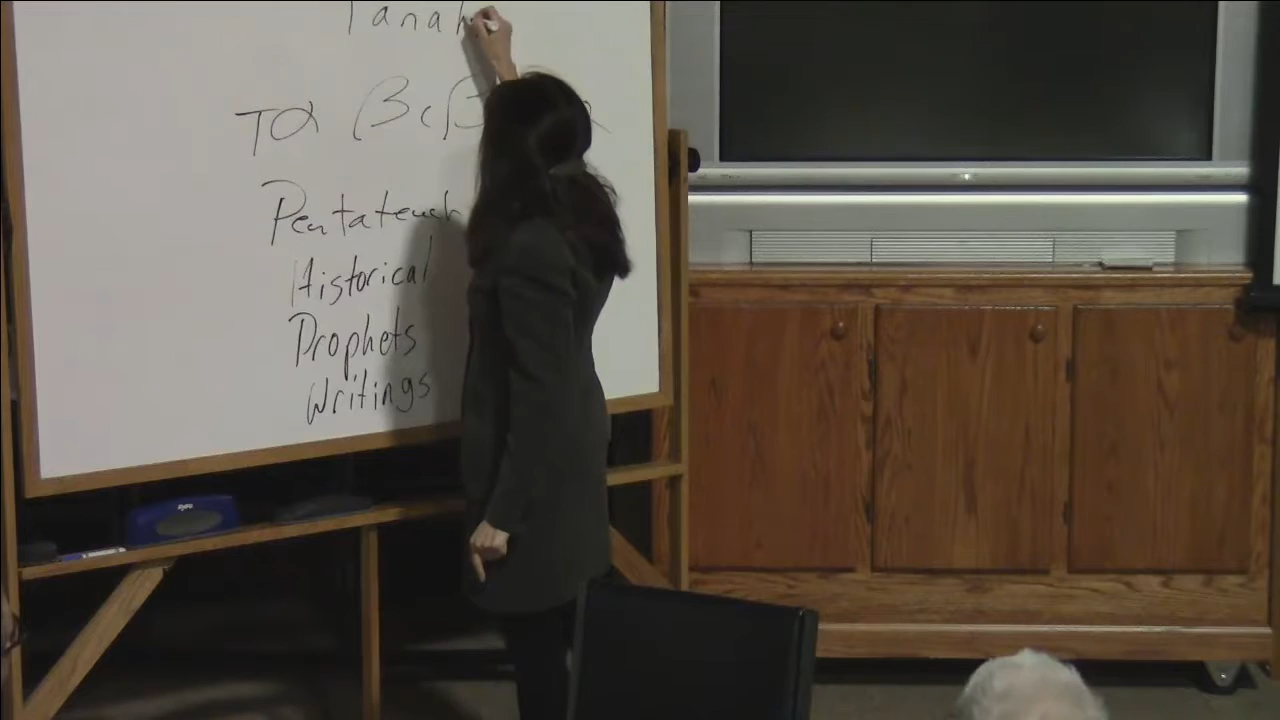 Tanak
τα
Pentateuch
Historical
Prophets
Writings